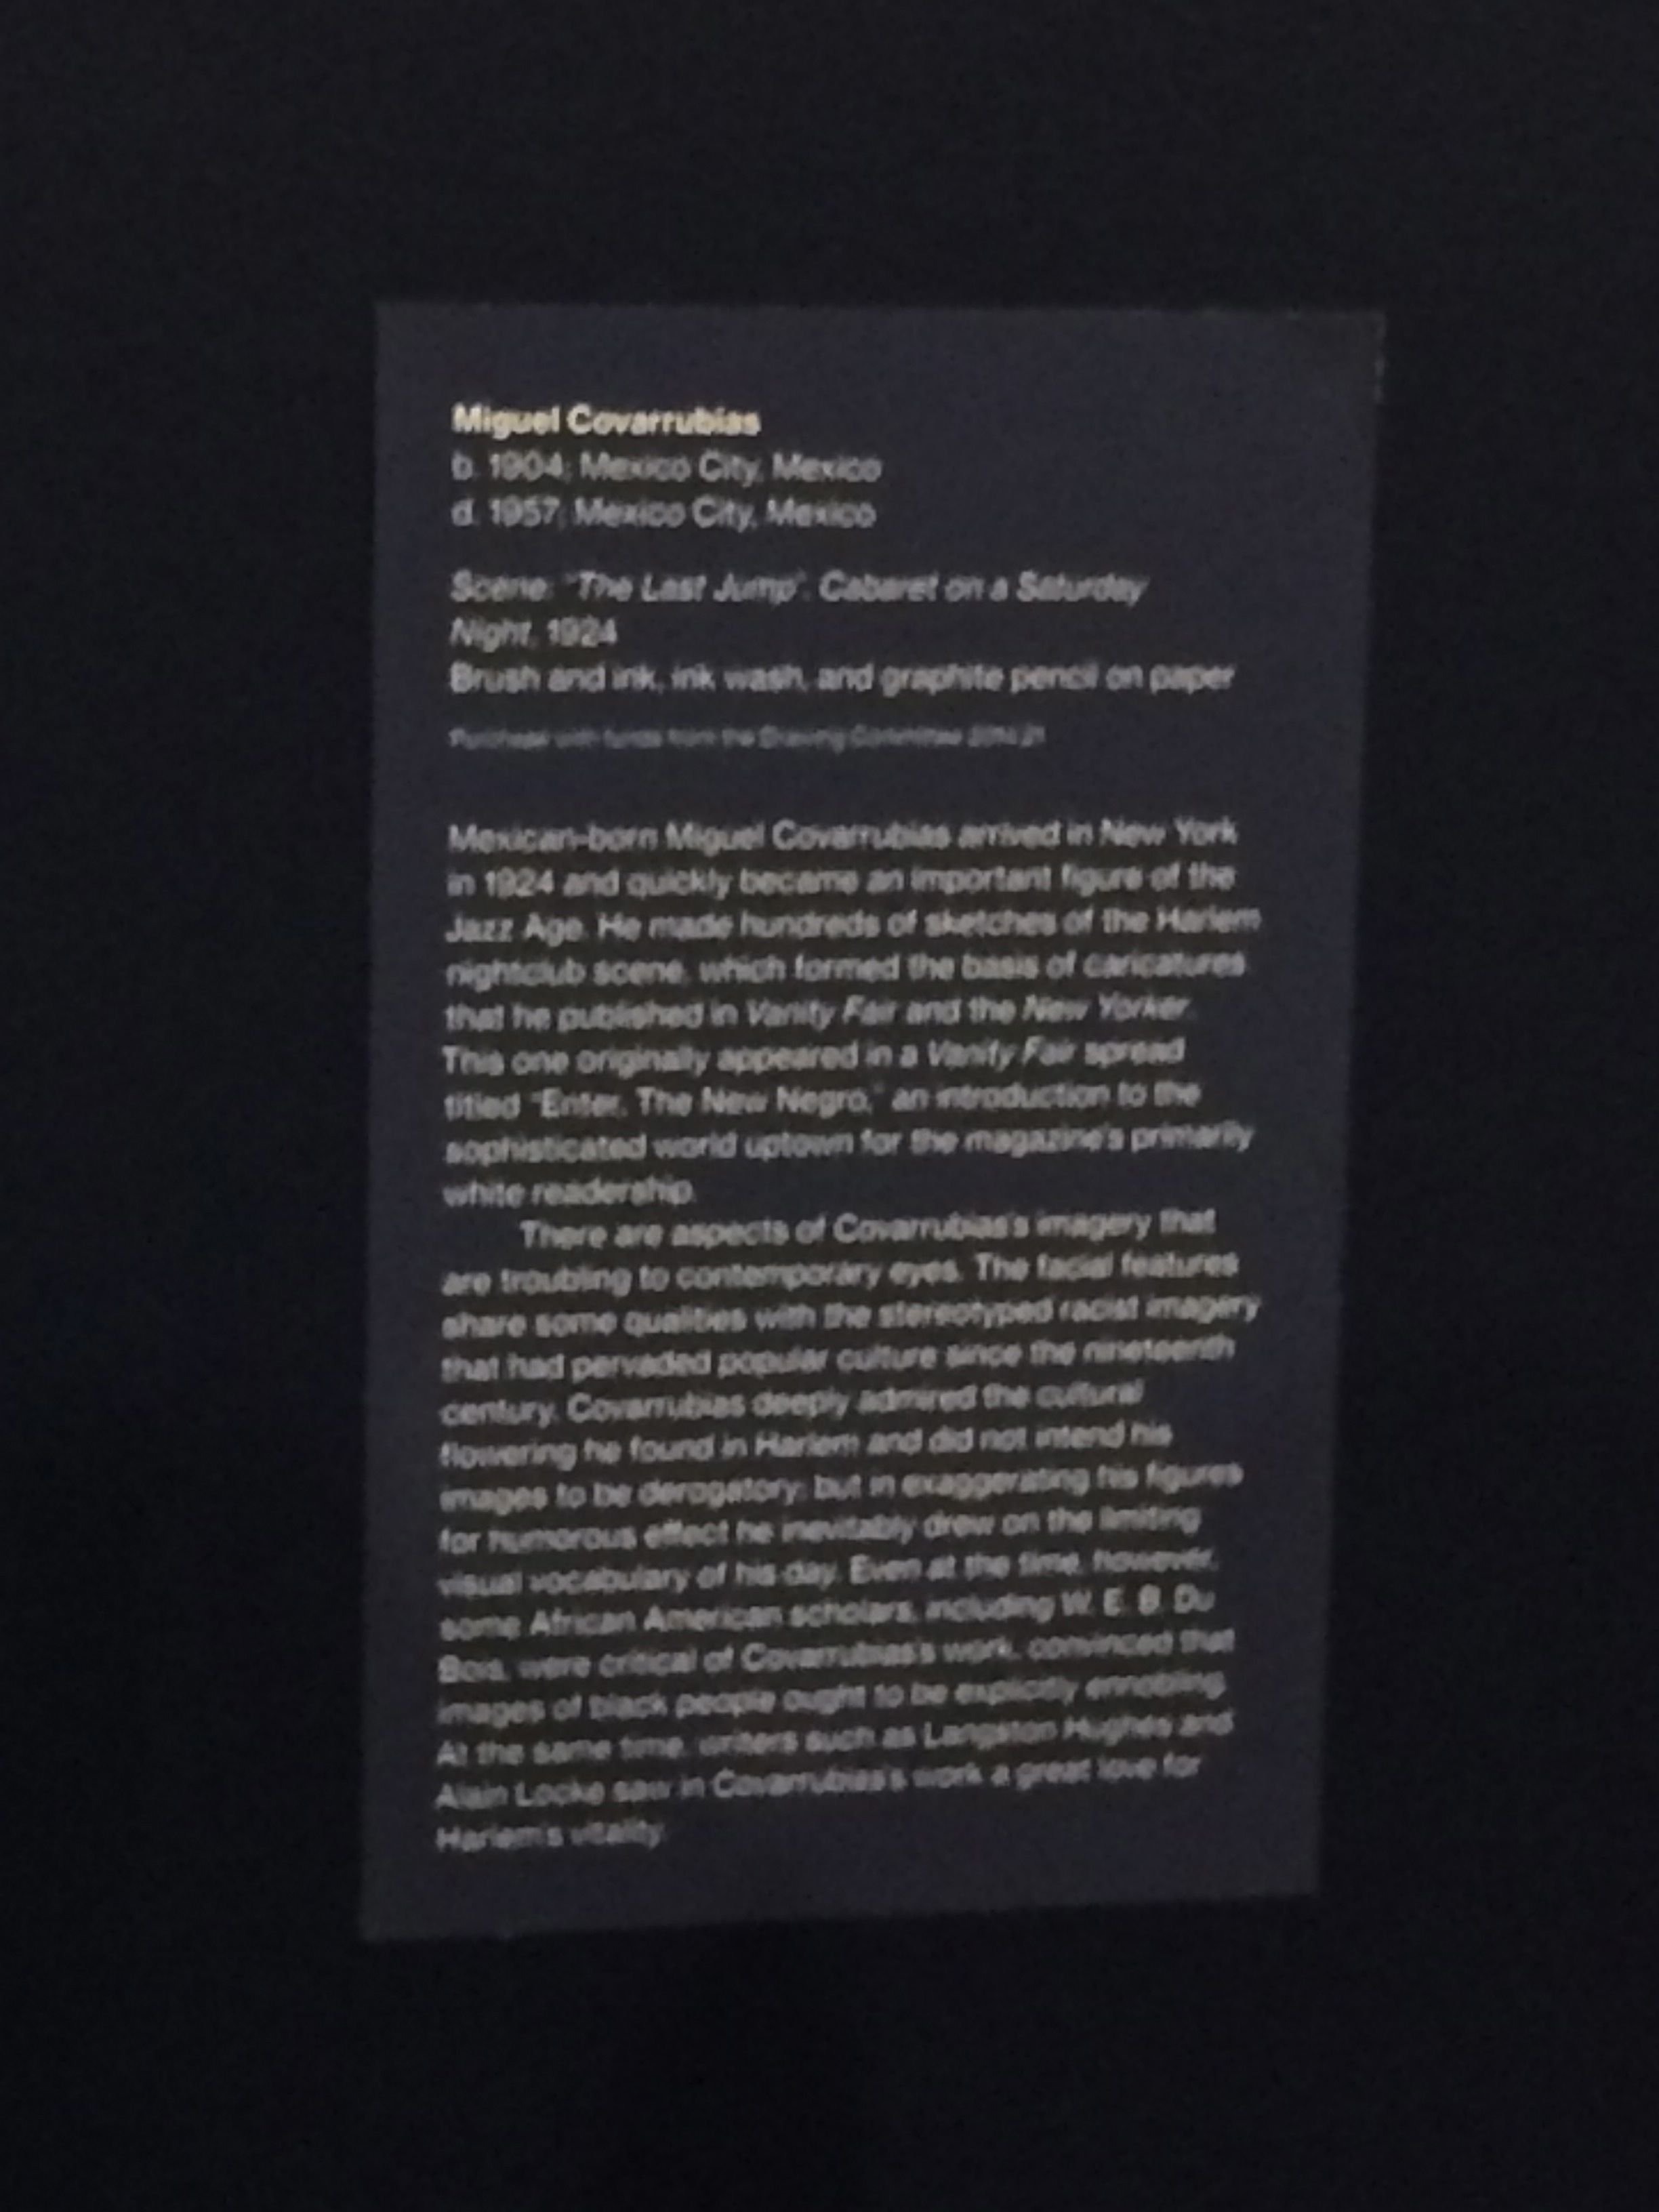 Miguel Covarrubias
b. 1904; Mexico City, Mexico
d. 1957; Mexico City, Mexico
Scene: "The Last Jump". Cabaret on a Saturday
Night, 1924
Brush and ink, ink wash, and graphite pencil on paper
Purchase with funds from the Drawing Committee
Mexican-born Miguel Covarrubias arrived in New York
in 1924 and quickly became an important figure of the
Jazz Age. He made hundreds of sketches of the Harlem
nightclub scene, which formed the basis of caricatures
that he published in Vanity Fair and the New Yorker.
This one originally appeared in a Vanity Fair spread
titled "Enter, The New Negro," an introduction to the
sophisticated world uptown for the magazine's primarily
white readership.
There are aspects of Covarrubias's imagery that
are troubling to contemporary eyes. The facial features
share some qualities with the stereotyped racist imagery
that had pervaded popular culture since the nineteenth
century. Covarrubias deeply admired the cultural
flowering he found in Harlem and did not intend his
images to be derogatory; but in exaggerating his figures
for humorous effect he inevitably drew on the limiting
visual vocabulary of his day. Even at the time, however,
some African American scholars, including W. E. B. Du
Bois, were critical of Covarrubias's work, convinced that
images of black people ought to be explicitly ennobling.
At the same time, writers such as Langston Hughes and
Alain Locke saw in Covarrubias's work a great love for
Harlem's vitality.